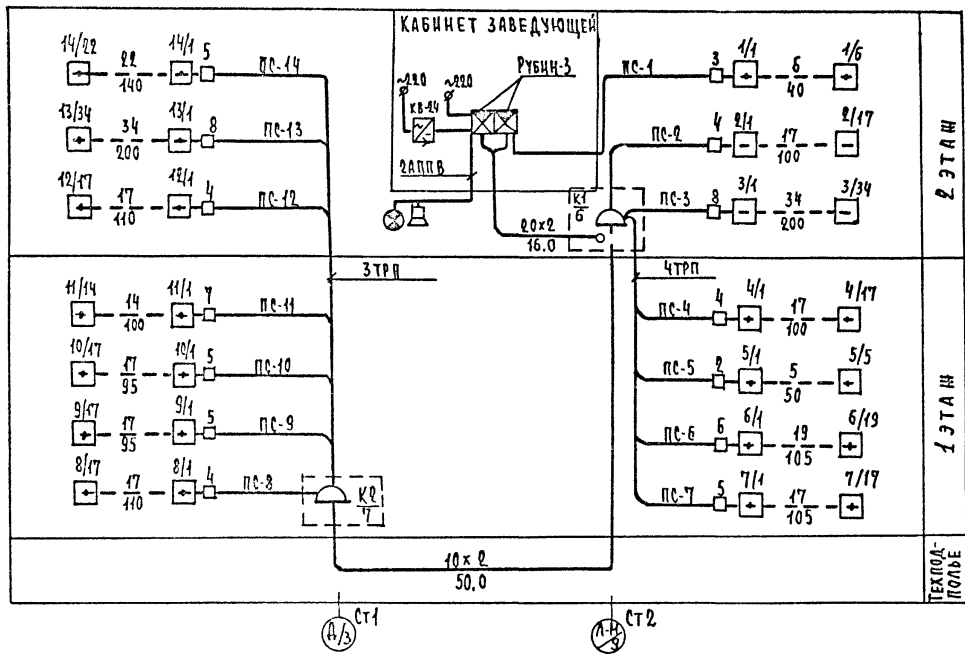 КАБИНЕТ ЗАВЕДУЮЩЕЙ
14/22 22 140 14/1 5 ПС-14
13/34 34 200 13/1 8 ПС-13
12/17 17 110 12/1 4 ПС-12
~220 ~220 РУБИН-3
КВ-24
2АППВ
20×2
16.0
К1
6
ПС-1 3 1/1 6 40 1/6
ПС-2 4 2/1 17 100 2/17
ПС-3 8 3/1 34 200 3/34
2 ЭТАЖ
3ТРП
4ТРП
11/14 14 100 11/1 7 ПС-11
10/17 17 95 10/1 5 ПС-10
9/17 17 95 9/1 5 ПС-9
8/17 17 110 8/1 4 ПС-8
К2
7
ПС-4 4 4/1 17 100 4/17
ПС-5 2 5/1 5 50 5/5
ПС-6 6 6/1 19 105 6/19
ПС-7 5 7/1 17 105 7/17
1 ЭТАЖ
10×2
50.0
ТЕХПОД-
ПОЛЬЕ
СТ1
Д/3
СТ2
Л-М
9